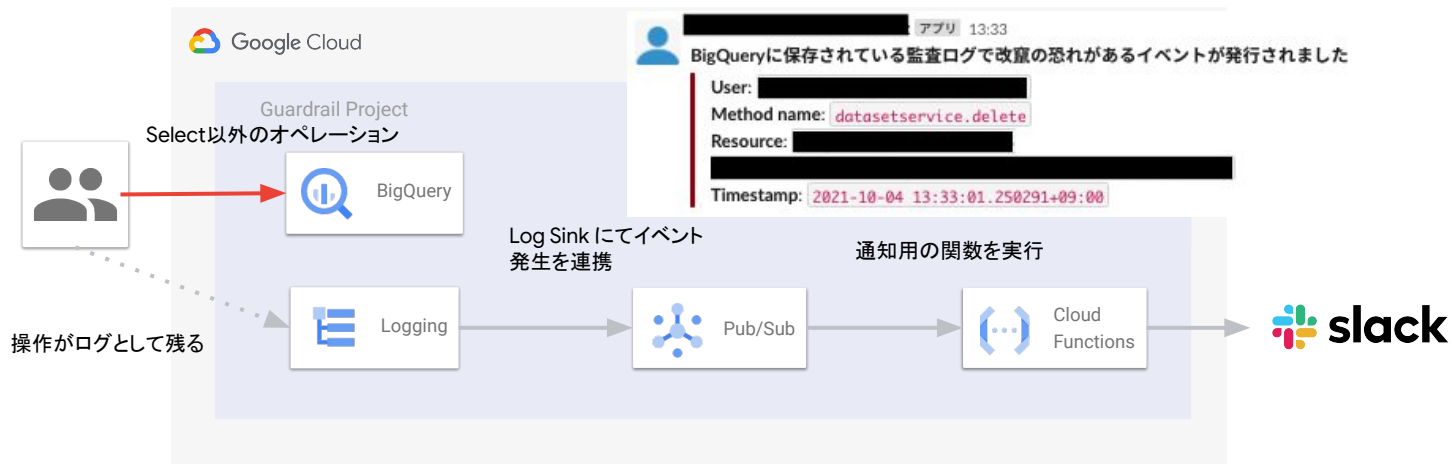 Google Cloud
アプリ 13:33
BigQueryに保存されている監査ログで改竄の恐れがあるイベントが発行されました
User:
Method name: datasetservice.delete
Resource:
Timestamp: 2021-10-04 13:33:01.250291+09:00
Guardrail Project
Select以外のオペレーション
BigQuery
Log Sink にてイベント
発生を連携
通知用の関数を実行
操作がログとして残る
Logging
Pub/Sub
Cloud
Functions
slack